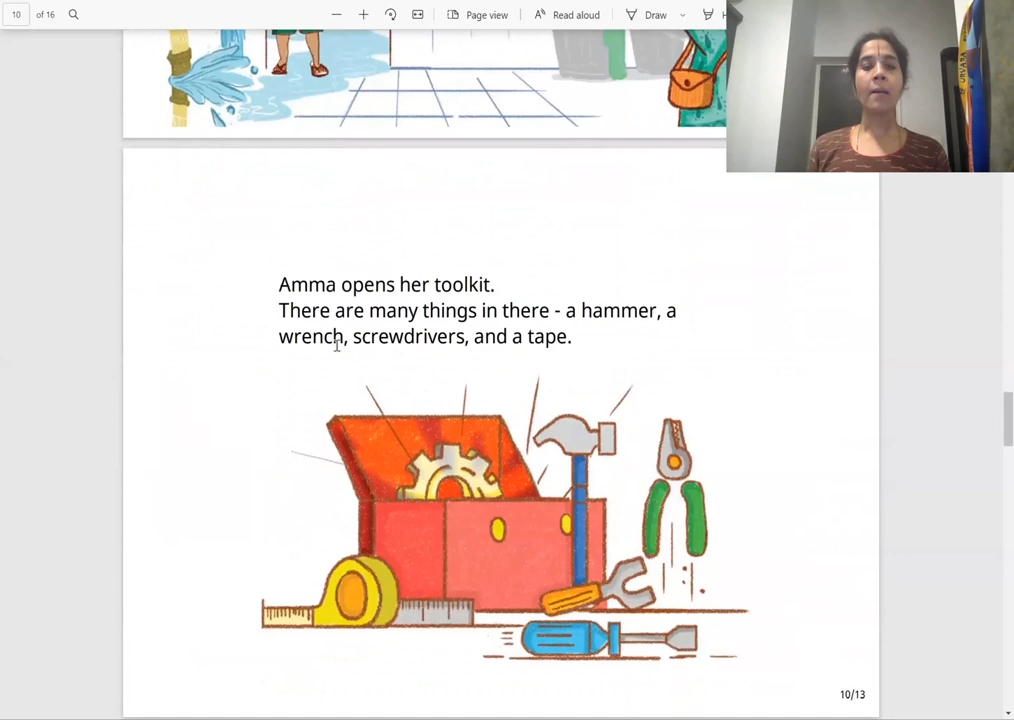 10 of 16 Page view Read aloud Draw
Amma opens her toolkit.
There are many things in there - a hammer, a
wrench, screwdrivers, and a tape.
10/13